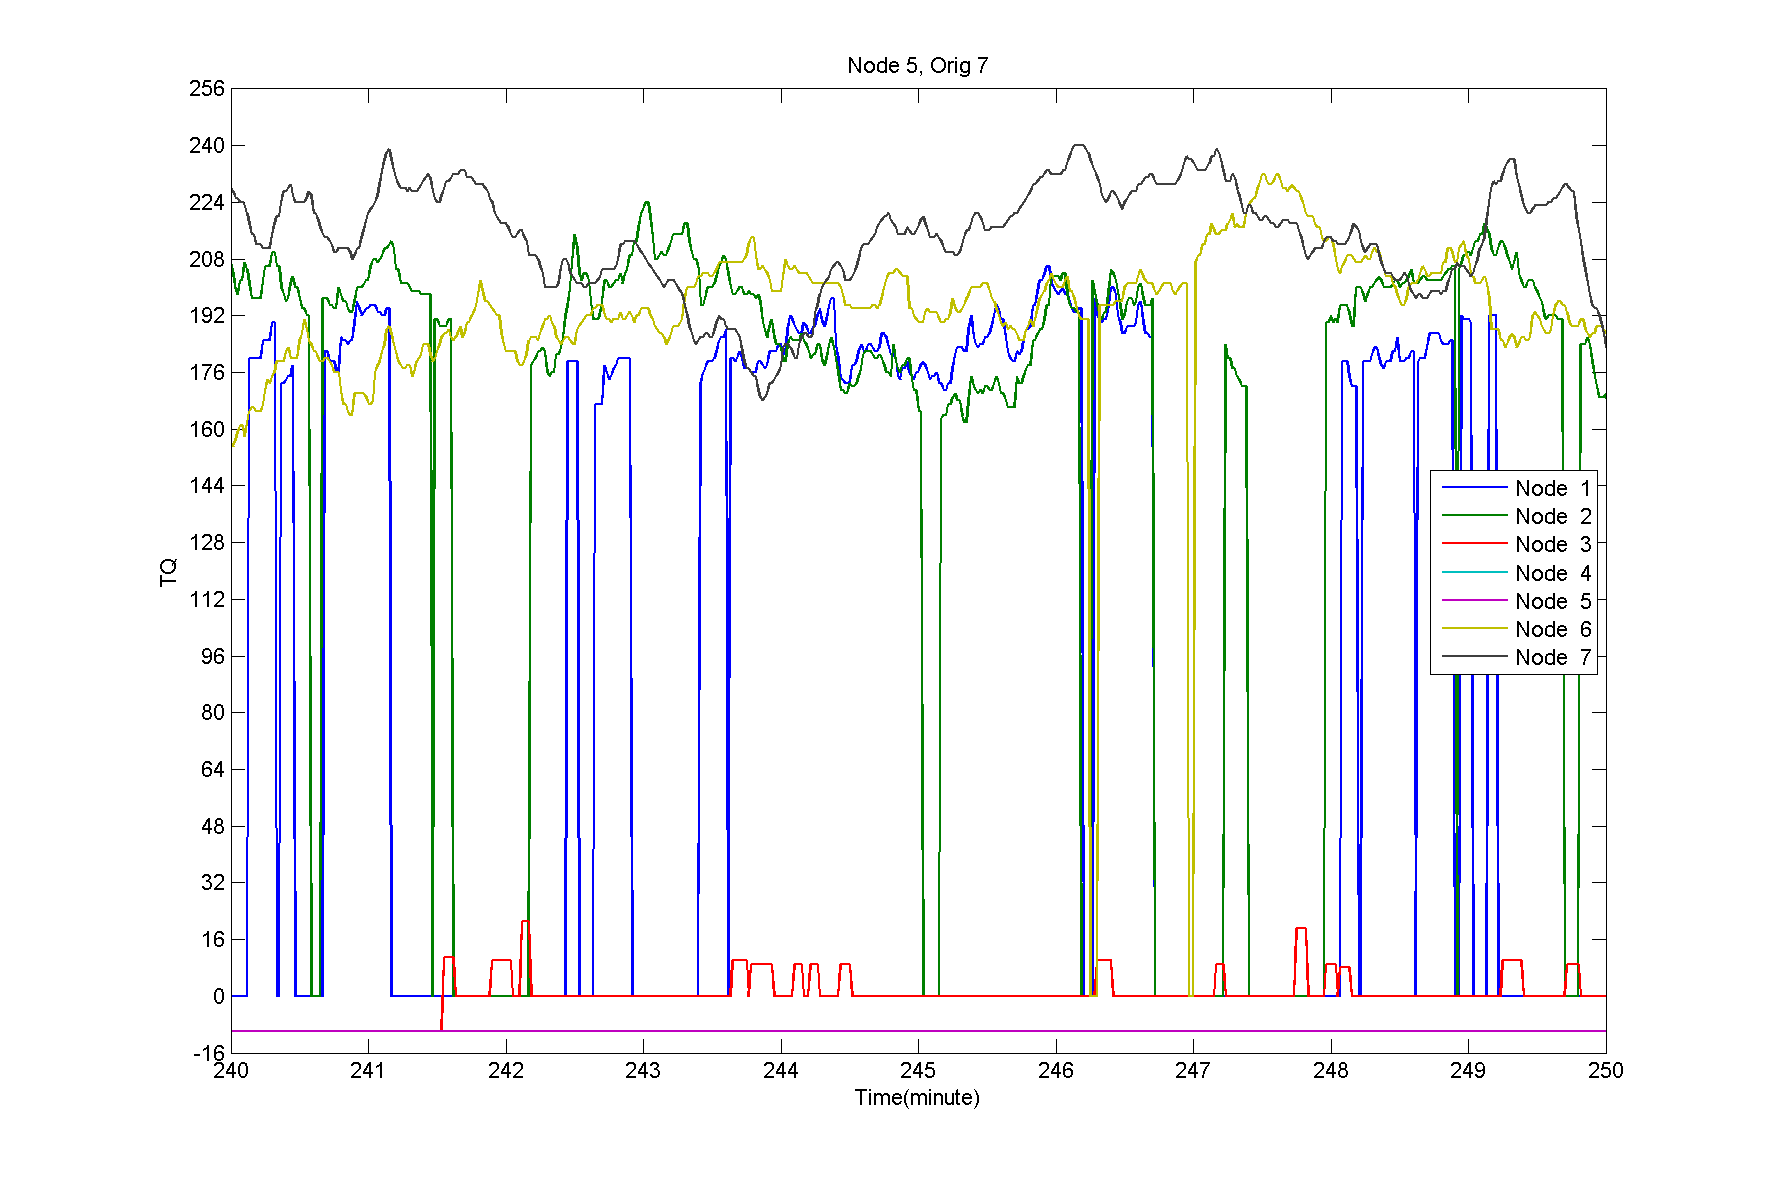 Node 5, Orig 7
256
240
224
208
192
176
160
144
128
112
96
80
64
48
32
16
0
-16
TQ
Node 1
Node 2
Node 3
Node 4
Node 5
Node 6
Node 7
240 241 242 243 244 245 246 247 248 249 250
Time(minute)